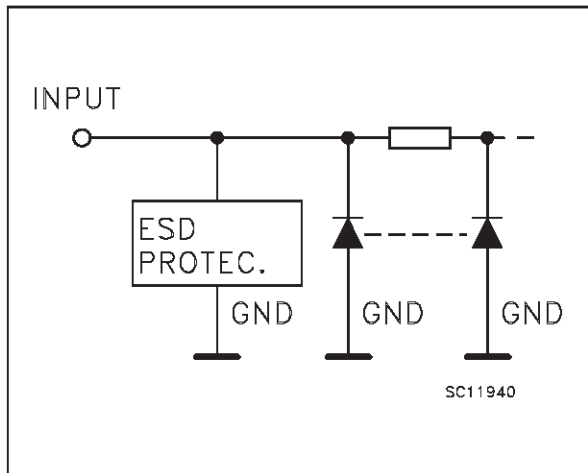 INPUT
ESD
PROTEC.
GND GND GND
SC11940